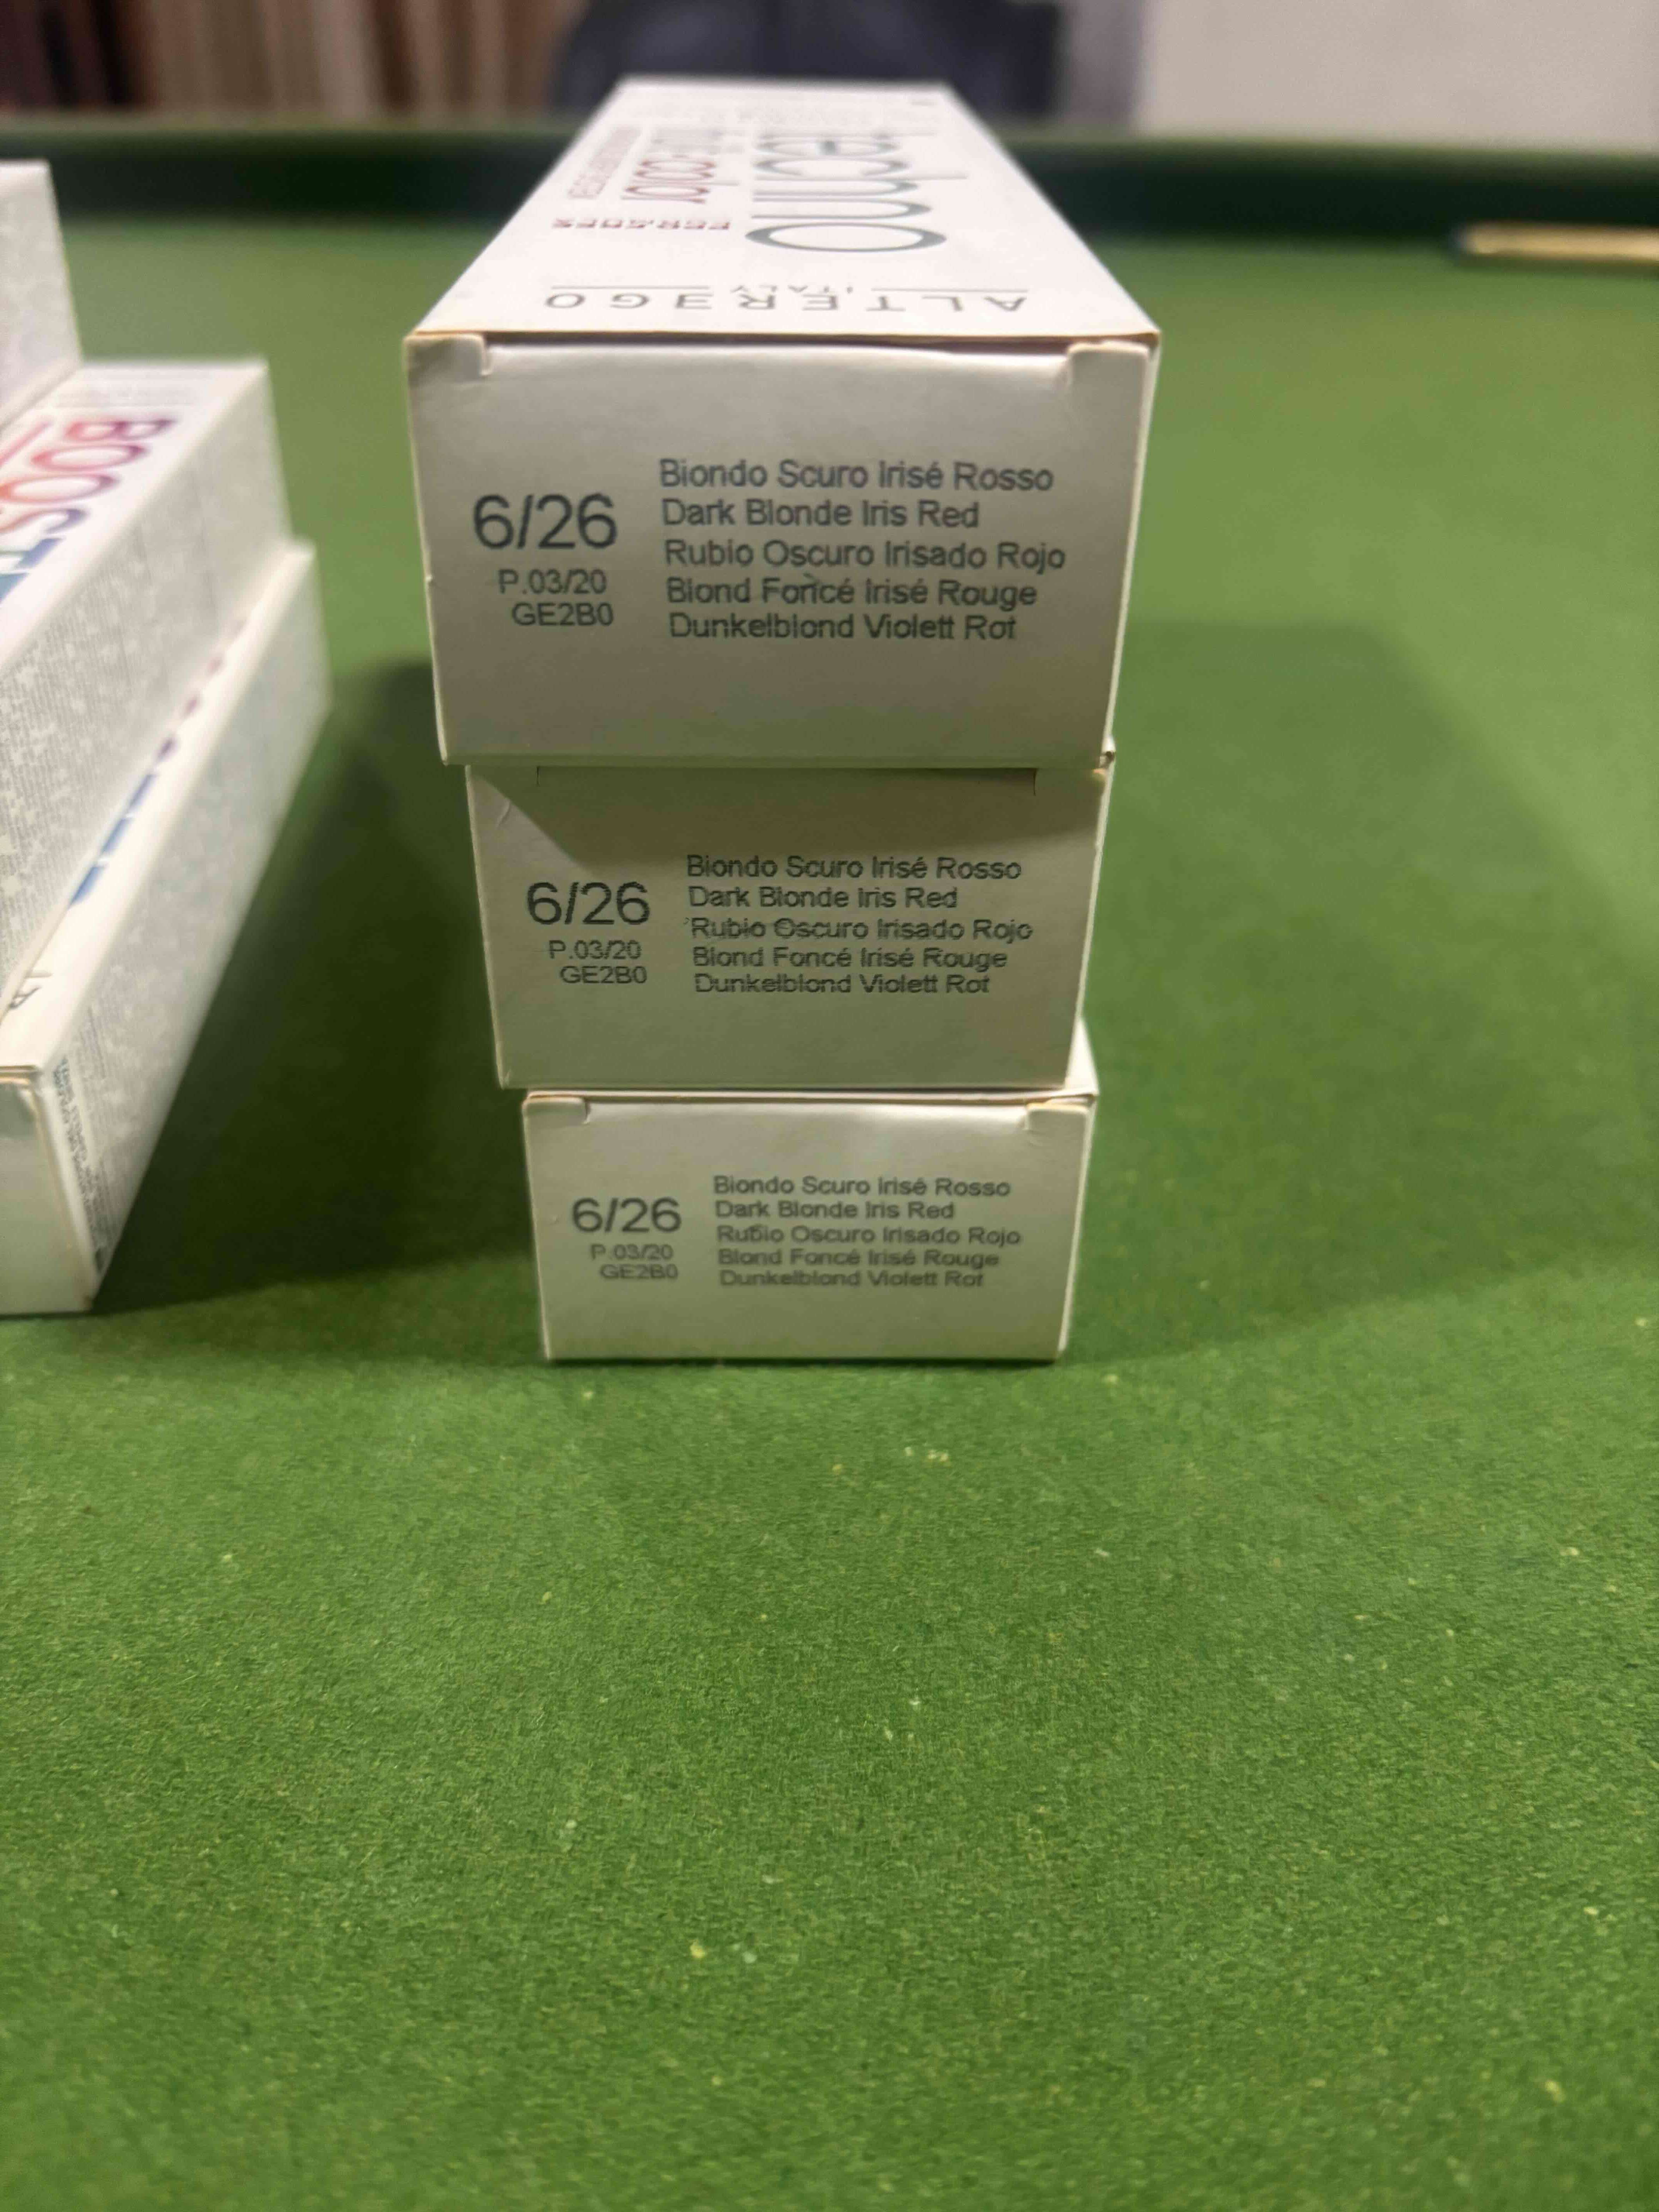 technO
color
ALTER3GO
ITALY
6/26
P.03/20
GE2B0
Biondo Scuro Irisé Rosso
Dark Blonde Iris Red
Rubio Oscuro Irisado Rojo
Blond Foncé Irisé Rouge
Dunkelblond Violett Rot
6/26
P.03/20
GE2B0
Biondo Scuro Irisé Rosso
Dark Blonde Iris Red
Rubio Oscuro Irisado Rojo
Blond Foncé Irisé Rouge
Dunkelblond Violett Rot
6/26
P.03/20
GE2B0
Biondo Scuro Irisé Rosso
Dark Blonde Iris Red
Rubio Oscuro Irisado Rojo
Blond Foncé Irisé Rouge
Dunkelblond Violett Rot
BOOST